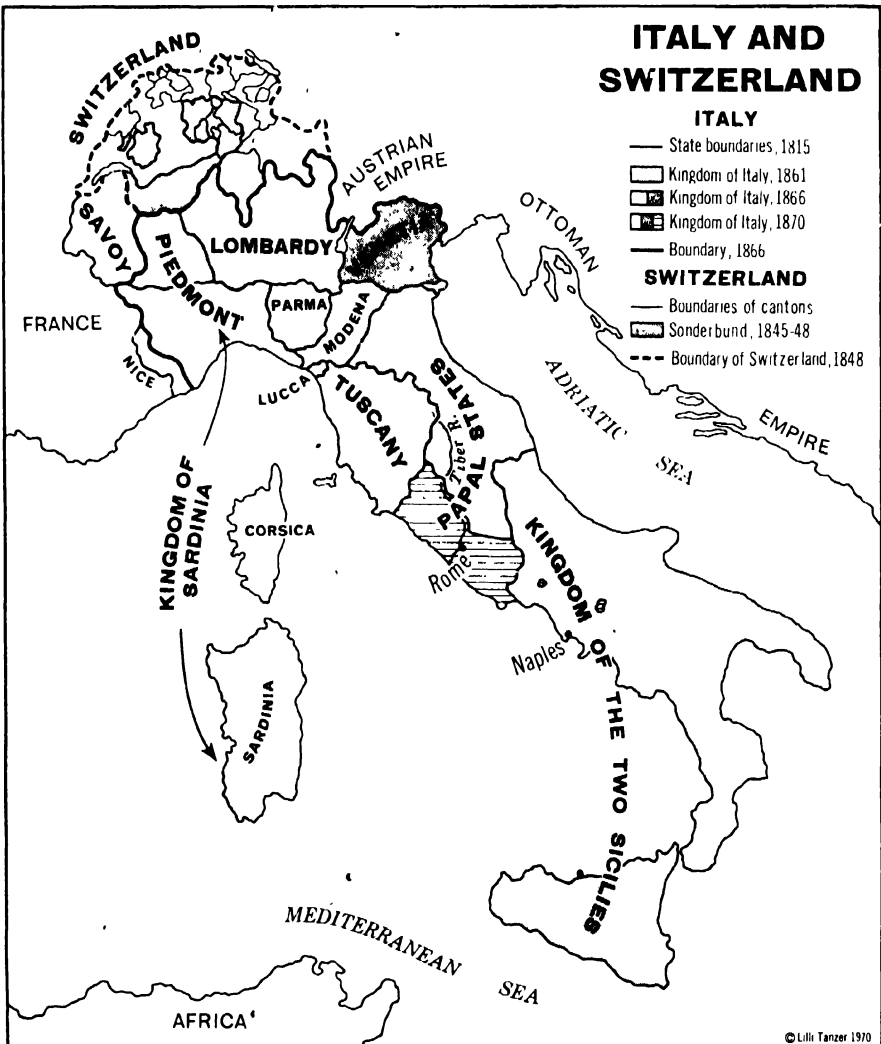 ITALY AND
SWITZERLAND
ITALY
State boundaries, 1815
Kingdom of Italy, 1861
Kingdom of Italy, 1866
Kingdom of Italy, 1870
Boundary, 1866
SWITZERLAND
Boundaries of cantons
Sonderbund, 1845-48
Boundary of Switzerland, 1848
SWITZERLAND
AUSTRIAN
EMPIRE
OTTOMAN
EMPIRE
SAVOY
PIEDMONT
LOMBARDY
FRANCE
NICE
PARMA
MODENA
LUCCA
TUSCANY
PAPAL STATES
Tiber R.
ADRIATIC
SEA
KINGDOM OF
SARDINIA
CORSICA
Rome
KINGDOM OF THE TWO SICILIES
Naples
SARDINIA
MEDITERRANEAN
SEA
AFRICA
© Lilli Tanzer 1970